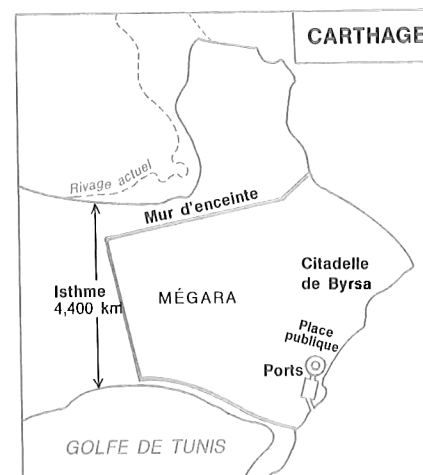 CARTHAGE
Rivage actuel
Mur d'enceinte
Isthme
4,400 km
MÉGARA
Citadelle
de Byrsa
Place
publique
Ports
GOLFE DE TUNIS